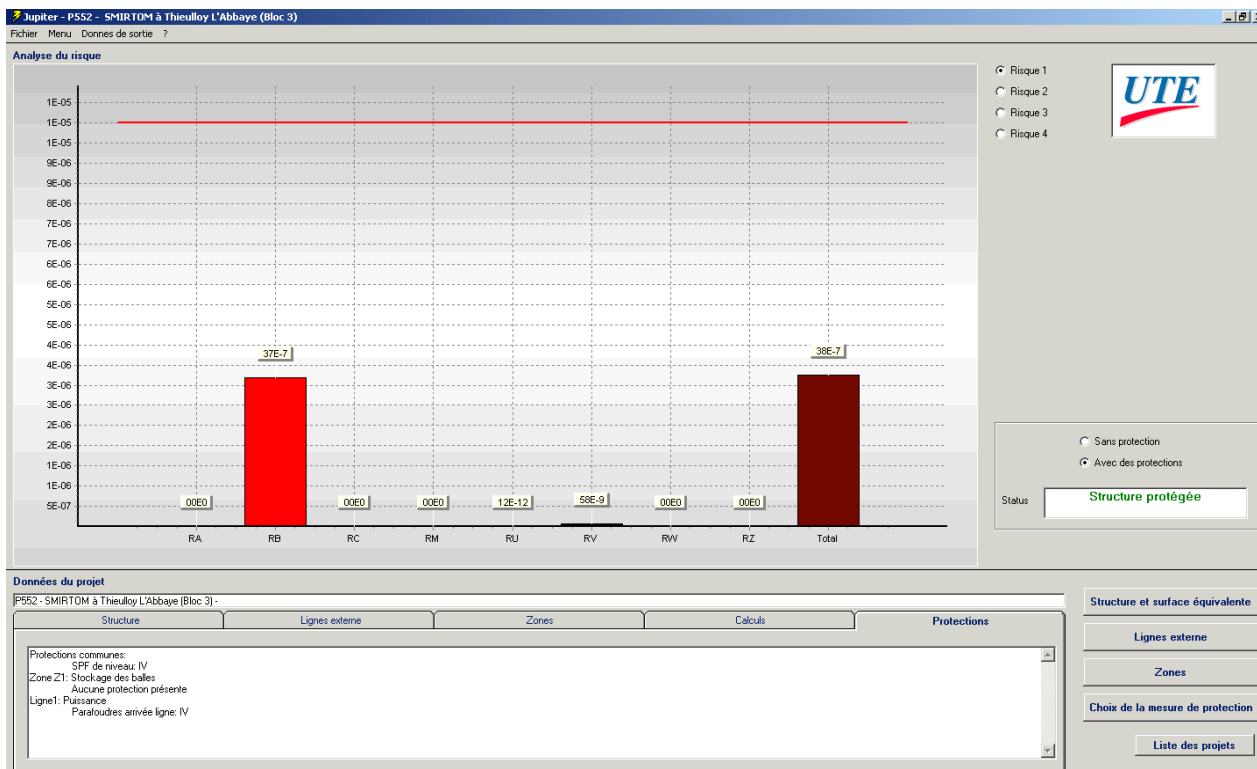 Jupiter - P552 - SMIRTOM à Thieulloy L'Abbaye (Bloc 3)
Fichier Menu Donnes de sortie ?
Analyse du risque
1E-05
1E-05
1E-05
9E-06
9E-06
8E-06
7E-06
7E-06
6E-06
6E-06
5E-06
5E-06
4E-06
4E-06
3E-06
3E-06
2E-06
2E-06
1E-06
1E-06
5E-07
00E0
37E-7
00E0
00E0
12E-12
58E-9
00E0
00E0
38E-7
RA RB RC RM RU RV RW RZ Total
Risque 1
Risque 2
Risque 3
Risque 4
UTE
Sans protection
Avec des protections
Status
Structure protégée
Données du projet
P552 - SMIRTOM à Thieulloy L'Abbaye (Bloc 3) -
Structure Lignes externe Zones Calculs Protections
Protections communes:
SPF de niveau: IV
Zone Z1: Stockage des balles
Aucune protection présente
Ligne1: Puissance
Parafoudres arrivée ligne: IV
Structure et surface équivalente
Lignes externe
Zones
Choix de la mesure de protection
Liste des projets